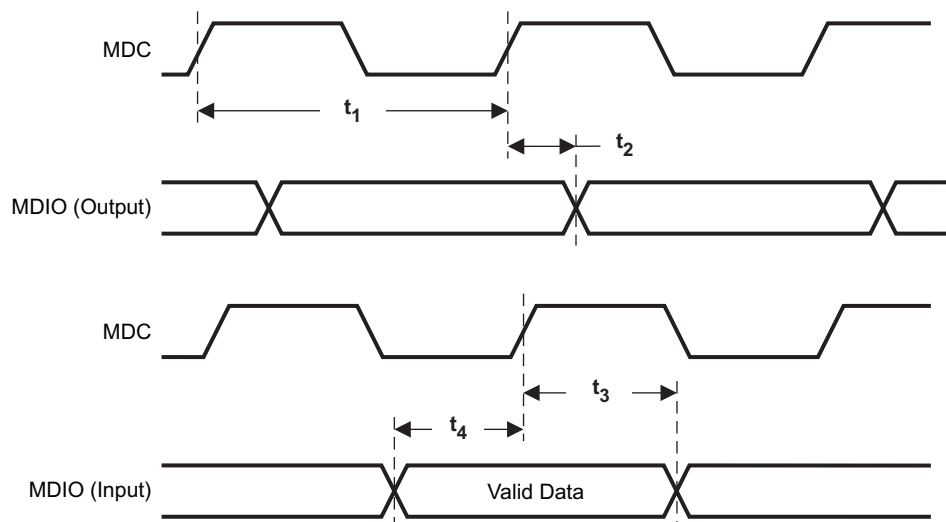 MDC
t1
t2
MDIO (Output)
MDC
t3
t4
MDIO (Input)
Valid Data